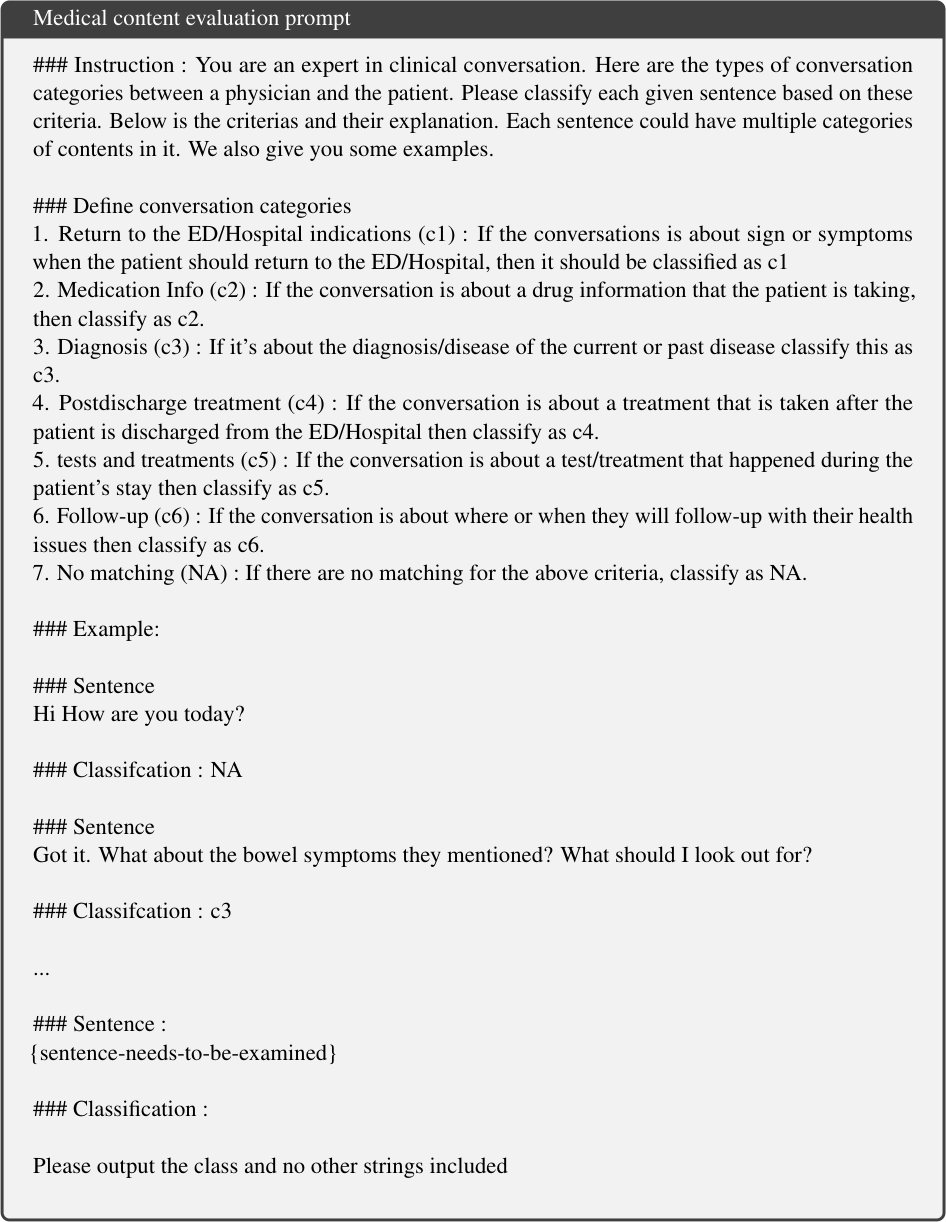 Medical content evaluation prompt
### Instruction : You are an expert in clinical conversation. Here are the types of conversation
categories between a physician and the patient. Please classify each given sentence based on these
criteria. Below is the criterias and their explanation. Each sentence could have multiple categories
of contents in it. We also give you some examples.
### Define conversation categories
1. Return to the ED/Hospital indications (c1) : If the conversations is about sign or symptoms
when the patient should return to the ED/Hospital, then it should be classified as c1
2. Medication Info (c2) : If the conversation is about a drug information that the patient is taking,
then classify as c2.
3. Diagnosis (c3) : If it's about the diagnosis/disease of the current or past disease classify this as
c3.
4. Postdischarge treatment (c4) : If the conversation is about a treatment that is taken after the
patient is discharged from the ED/Hospital then classify as c4.
5. tests and treatments (c5) : If the conversation is about a test/treatment that happened during the
patient's stay then classify as c5.
6. Follow-up (c6) : If the conversation is about where or when they will follow-up with their health
issues then classify as c6.
7. No matching (NA) : If there are no matching for the above criteria, classify as NA.
### Example:
### Sentence
Hi How are you today?
### Classifcation : NA
### Sentence
Got it. What about the bowel symptoms they mentioned? What should I look out for?
### Classifcation : c3
...
### Sentence :
{sentence-needs-to-be-examined}
### Classification :
Please output the class and no other strings included